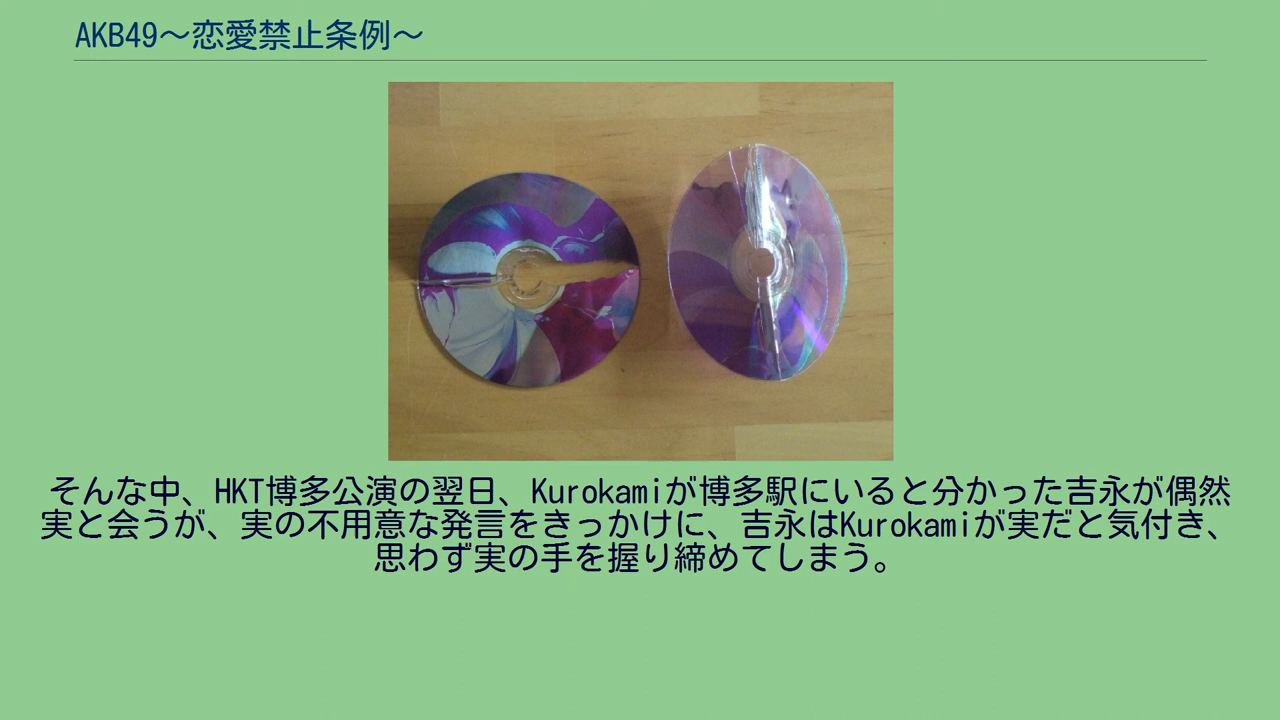 AKB49〜恋愛禁止条例〜
そんな中、HKT博多公演の翌日、Kurokamiが博多駅にいると分かった吉永が偶然
実と会うが、実の不用意な発言をきっかけに、吉永はKurokamiが実だと気付き、
思わず実の手を握り締めてしまう。